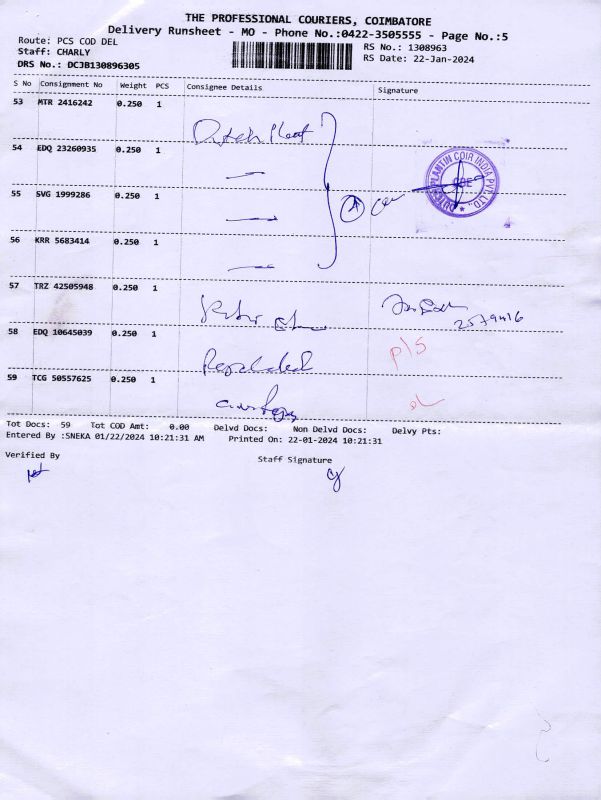 THE PROFESSIONAL COURIERS, COIMBATORE
Delivery Runsheet - MO - Phone No.:0422-3505555 - Page No.:5
Route: PCS COD DEL
Staff: CHARLY
DRS No.: DCJB130896305
RS No.: 1308963
RS Date: 22-Jan-2024
S No Consignment No Weight PCS Consignee Details Signature
53 MTR 2416242 0.250 1
54 EDQ 23260935 0.250 1
55 SVG 1999286 0.250 1
56 KRR 5683414 0.250 1
57 TRZ 42505948 0.250 1
58 EDQ 10645039 0.250 1
P/S
59 TCG 50557625 0.250 1
Tot Docs: 59 Tot COD Amt: 0.00 Delvd Docs: Non Delvd Docs: Delvy Pts:
Entered By :SNEKA 01/22/2024 10:21:31 AM Printed On: 22-01-2024 10:21:31
Verified By
Staff Signature